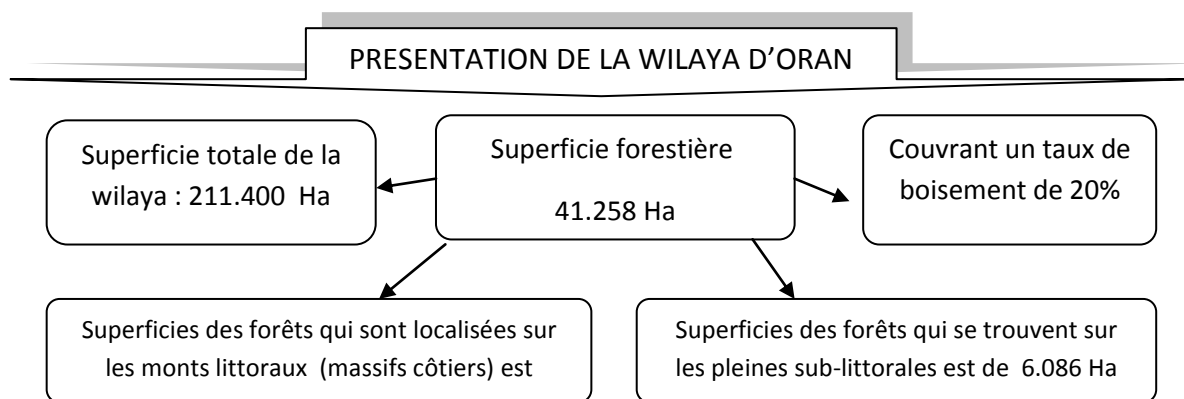 PRESENTATION DE LA WILAYA D'ORAN
Superficie totale de la
wilaya : 211.400 Ha
Superficie forestière
41.258 Ha
Couvrant un taux de
boisement de 20%
Superficies des forêts qui sont localisées sur
les monts littoraux (massifs côtiers) est
Superficies des forêts qui se trouvent sur
les pleines sub-littorales est de 6.086 Ha